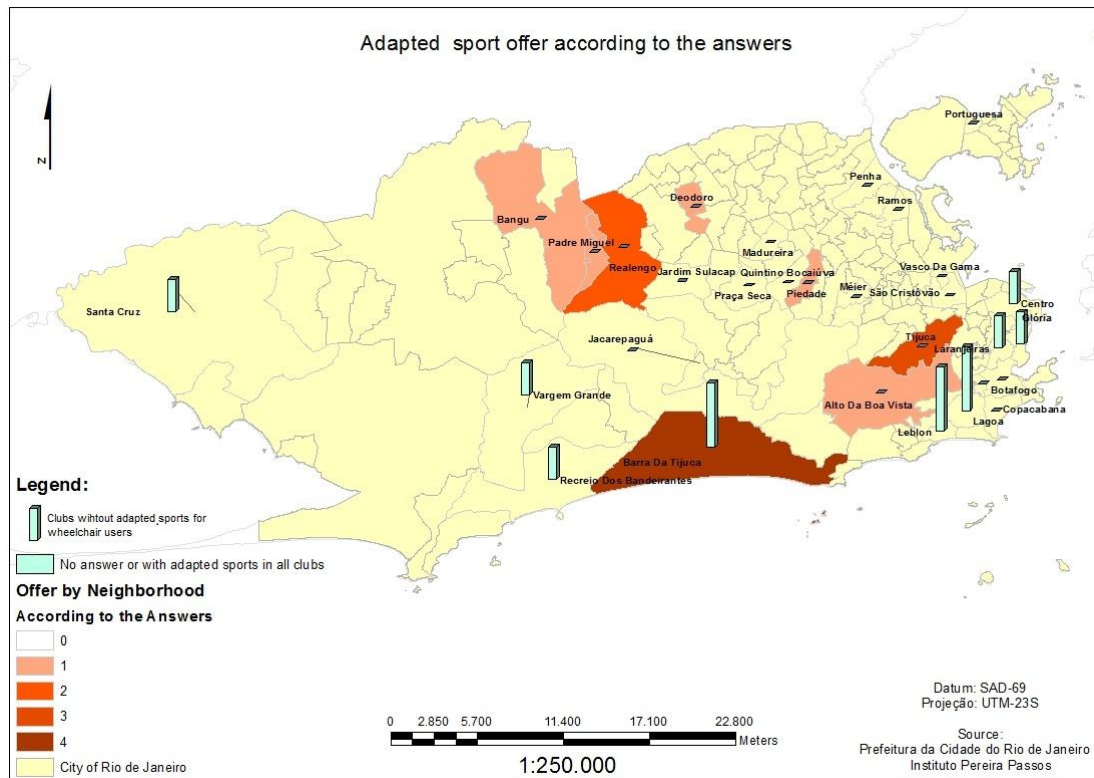 Adapted sport offer according to the answers
N
Portuguesa
Penha
Deodoro
Ramos
Bangu
Padre Miguel
Madureira
Realengo
Jardim Sulacap
Quintino Bocaiúva
Vasco Da Gama
Praça Seca
Piedade
Méier
São Cristóvão
Centro
Santa Cruz
Glória
Jacarepaguá
Tijuca
Laranjeiras
Botafogo
Vargem Grande
Alto Da Boa Vista
Copacabana
Lagoa
Leblon
Barra Da Tijuca
Recreio Dos Bandeirantes
Legend:
Clubs wihtout adapted sports for
wheelchair users
No answer or with adapted sports in all clubs
Offer by Neighborhood
According to the Answers
0
1
2
3
4
City of Rio de Janeiro
0 2.850 5.700 11.400 17.100 22.800
Meters
1:250.000
Datum: SAD-69
Projeção: UTM-23S
Source:
Prefeitura da Cidade do Rio de Janeiro
Instituto Pereira Passos